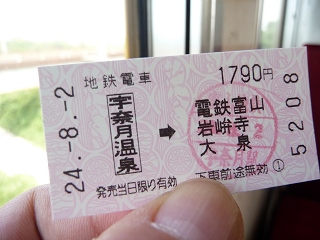 地鉄電車
1790円
24.-8.-2
宇奈月温泉
➡
電鉄富山
岩峅寺
大泉
5208
発売当日限り有効
下車前途無効 ①